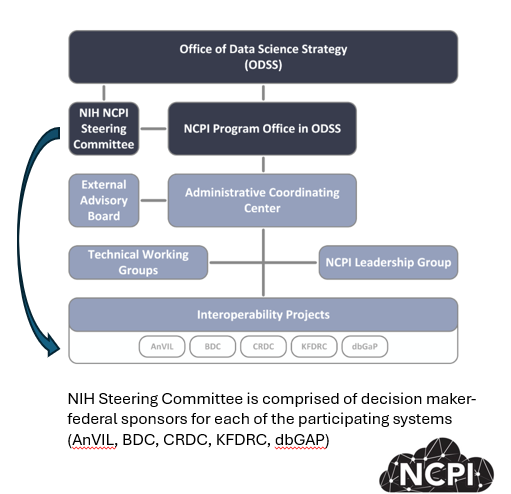 Office of Data Science Strategy
(ODSS)
NIH NCPI
Steering
Committee
NCPI Program Office in ODSS
External
Advisory
Board
Administrative Coordinating
Center
Technical Working
Groups
NCPI Leadership Group
Interoperability Projects
AnVIL
BDC
CRDC
KFDRC
dbGaP
NIH Steering Committee is comprised of decision maker-
federal sponsors for each of the participating systems
(AnVIL, BDC, CRDC, KFDRC, dbGAP)
NCPI